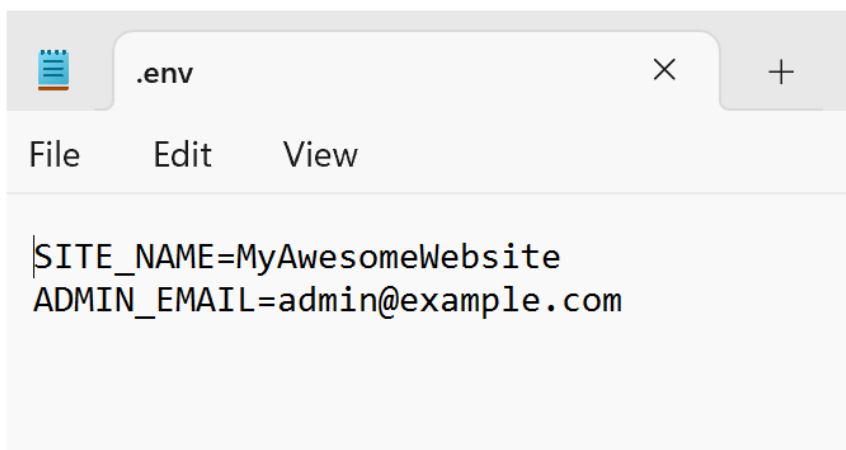 .env
File Edit View
SITE_NAME=MyAwesomeWebsite
ADMIN_EMAIL=admin@example.com